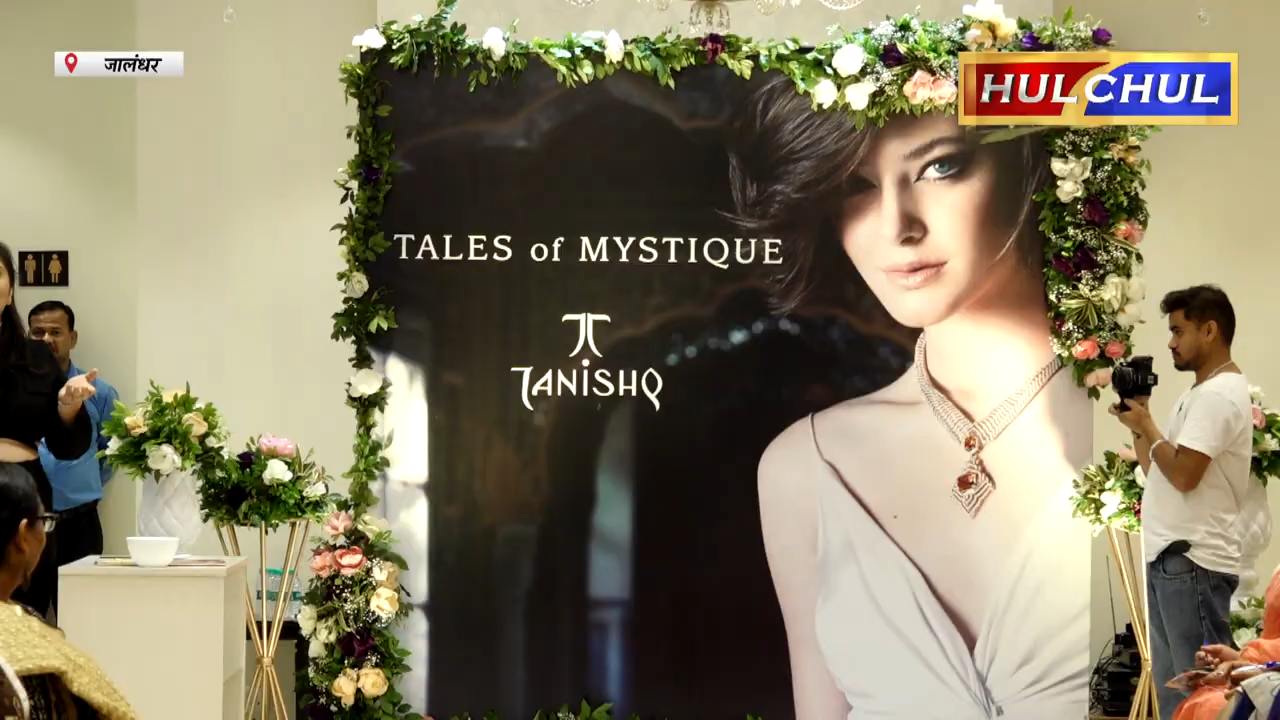 जालंधर
HULCHUL
TALES of MYSTIQUE
TANISHQ